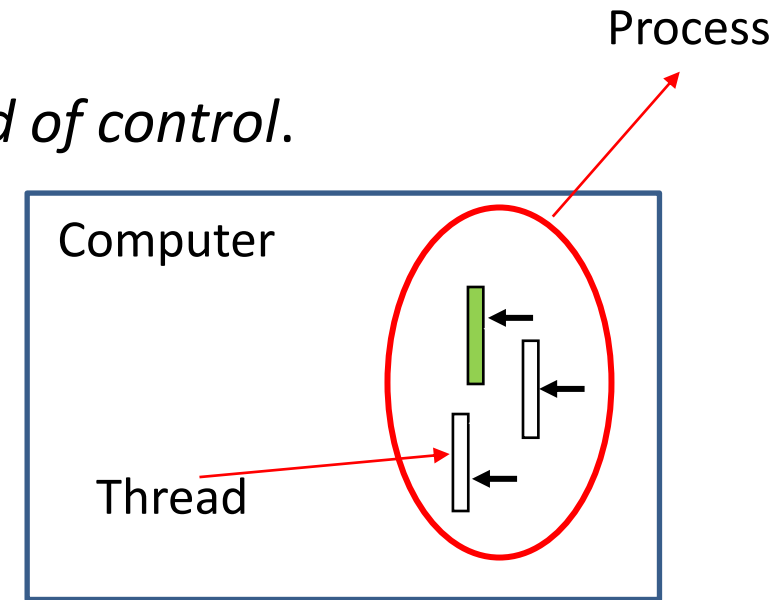 Process
of control.
Computer
Thread